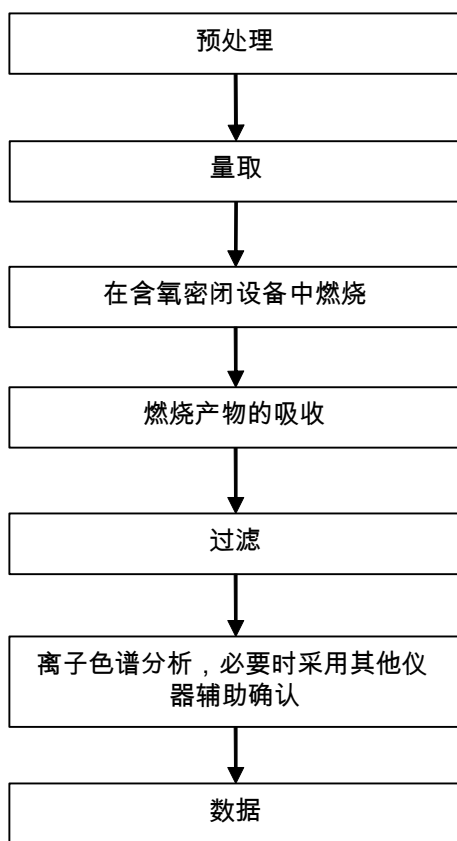 预处理
量取
在含氧密闭设备中燃烧
燃烧产物的吸收
过滤
离子色谱分析，必要时采用其他仪
器辅助确认
数据